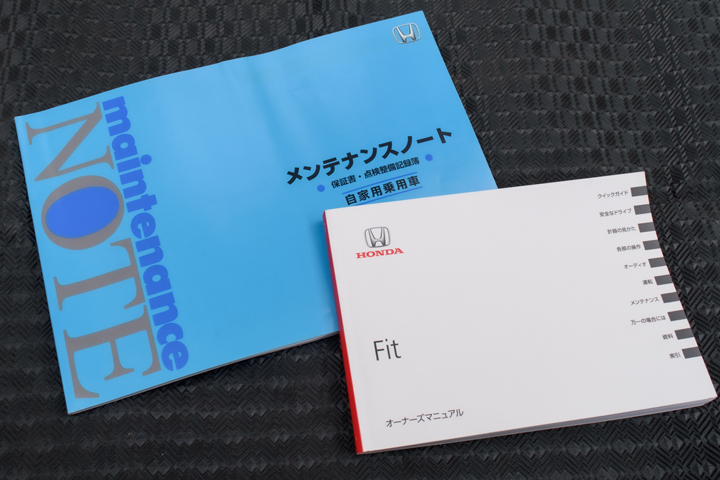 maintenance
NOTE
メンテナンスノート
保証書・点検整備記録簿
自家用乗用車
HONDA
Fit
オーナーズマニュアル
クイックガイド
安全なドライブ
計器の見かた
各部の操作
オーディオ
運転
メンテナンス
万一の場合には
資料
索引